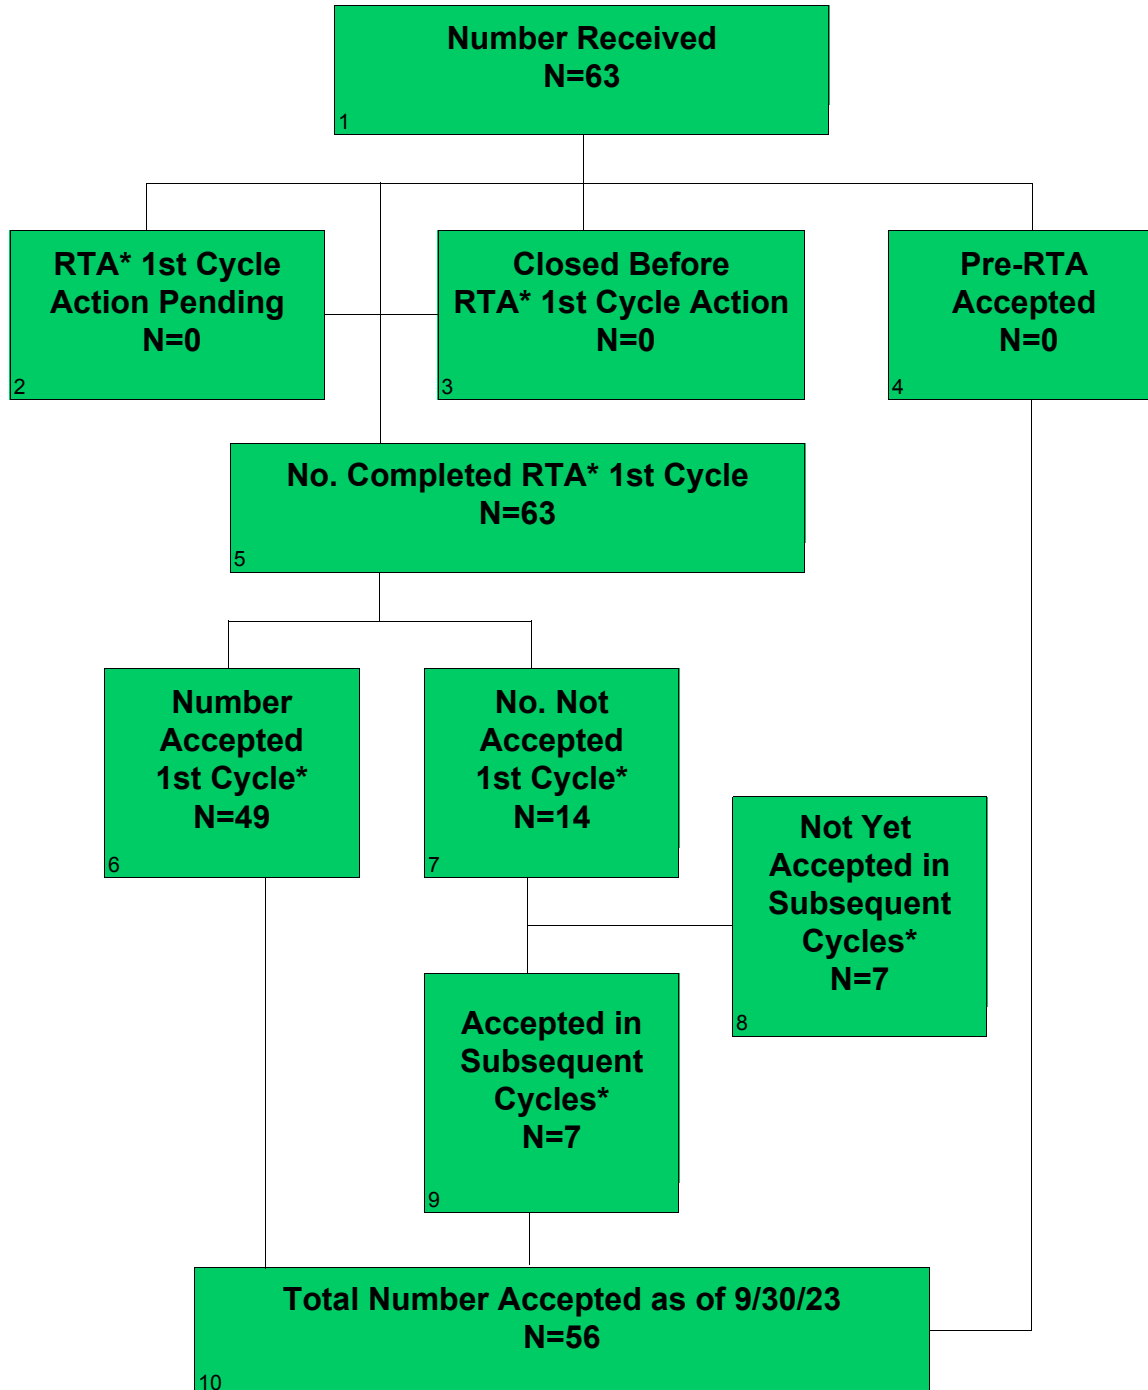 Number Received
N=63
1
RTA* 1st Cycle
Action Pending
N=0
2
Closed Before
RTA* 1st Cycle Action
N=0
3
Pre-RTA
Accepted
N=0
4
No. Completed RTA* 1st Cycle
N=63
5
Number
Accepted
1st Cycle*
N=49
6
No. Not
Accepted
1st Cycle*
N=14
7
Not Yet
Accepted in
Subsequent
Cycles*
N=7
8
Accepted in
Subsequent
Cycles*
N=7
9
Total Number Accepted as of 9/30/23
N=56
10